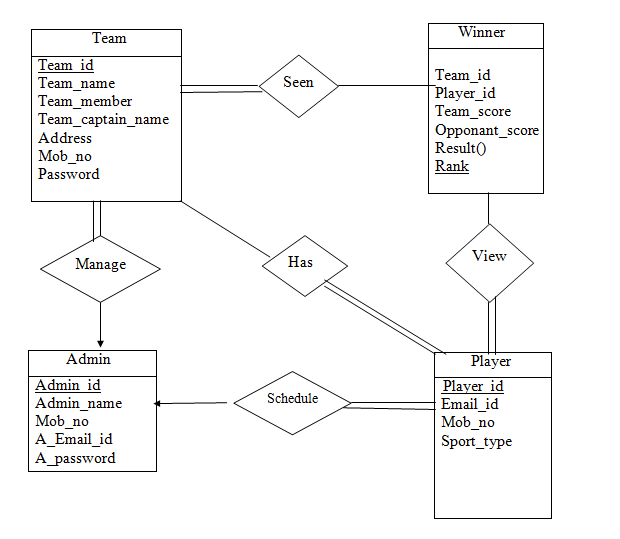 Team
Team_id
Team_name
Team_member
Team_captain_name
Address
Mob_no
Password
Seen
Winner
Team_id
Player_id
Team_score
Opponant_score
Result()
Rank
Manage
Has
View
Admin
Admin_id
Admin_name
Mob_no
A_Email_id
A_password
Schedule
Player
Player_id
Email_id
Mob_no
Sport_type